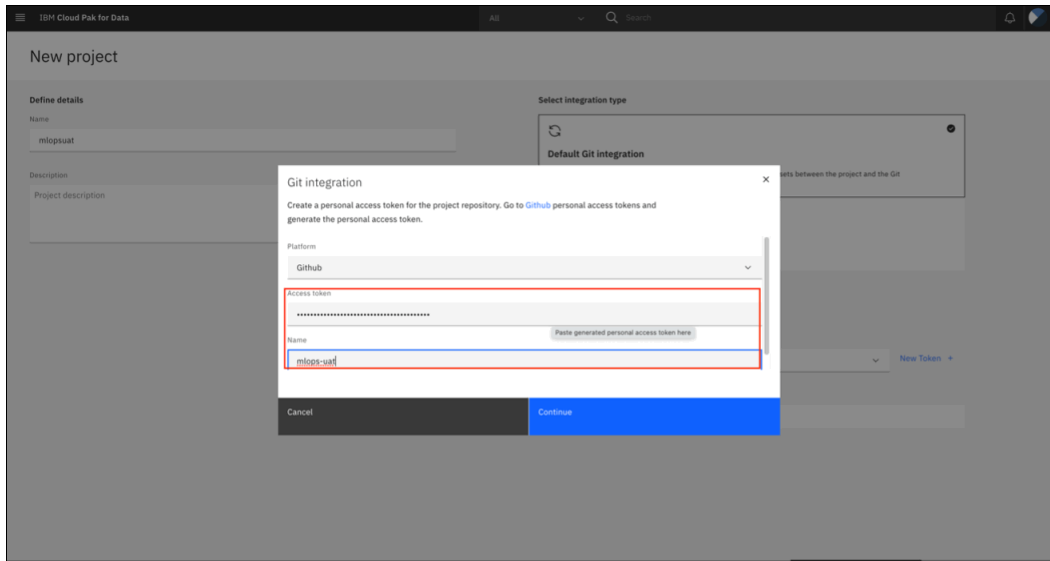 IBM Cloud Pak for Data
All
Search
New project
Define details
Name
mlopsuat
Description
Project description
Select integration type
Default Git integration
sets between the project and the Git
Git integration
Create a personal access token for the project repository. Go to Github personal access tokens and
generate the personal access token.
Platform
Github
Access token
••••••••••••••••••••••••••••••••••••••••
Paste generated personal access token here
Name
mlops-uat
New Token +
Cancel
Continue